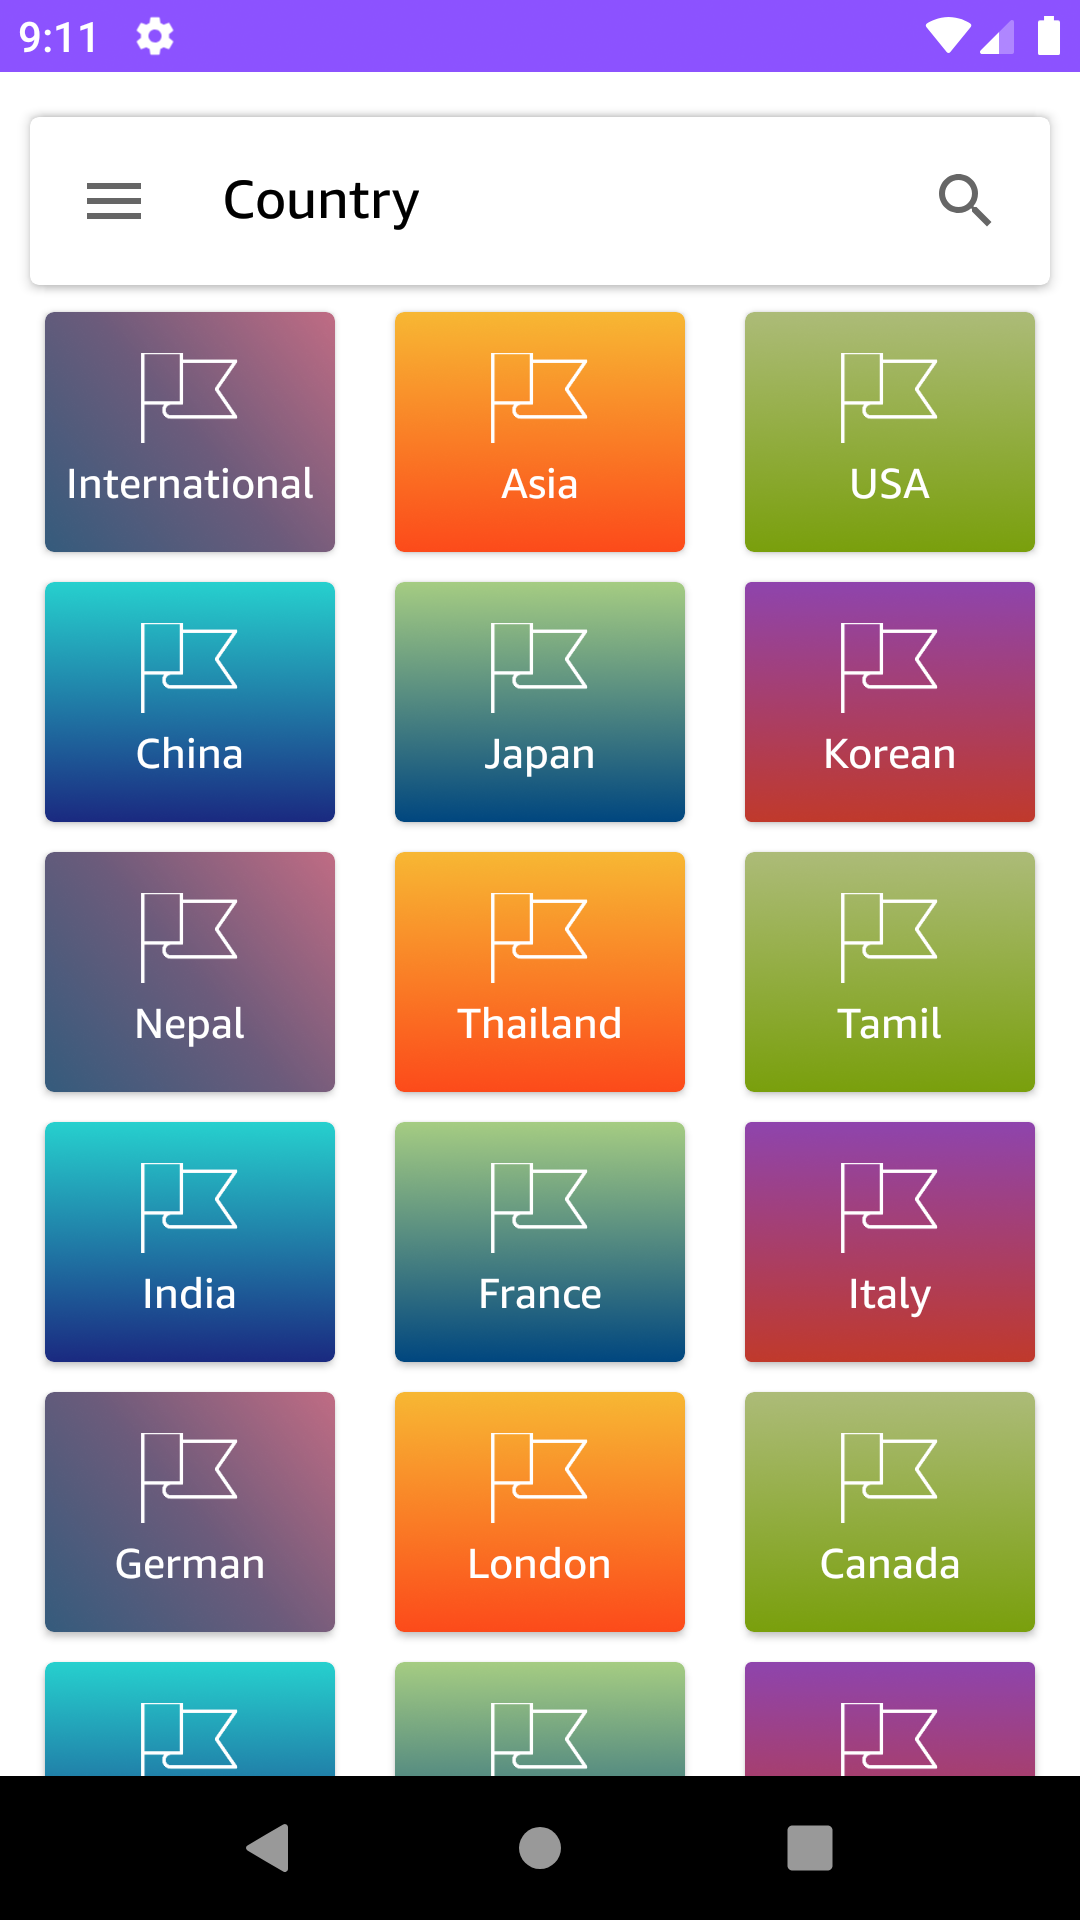 9:11
Country
International Asia USA
China Japan Korean
Nepal Thailand Tamil
India France Italy
German London Canada